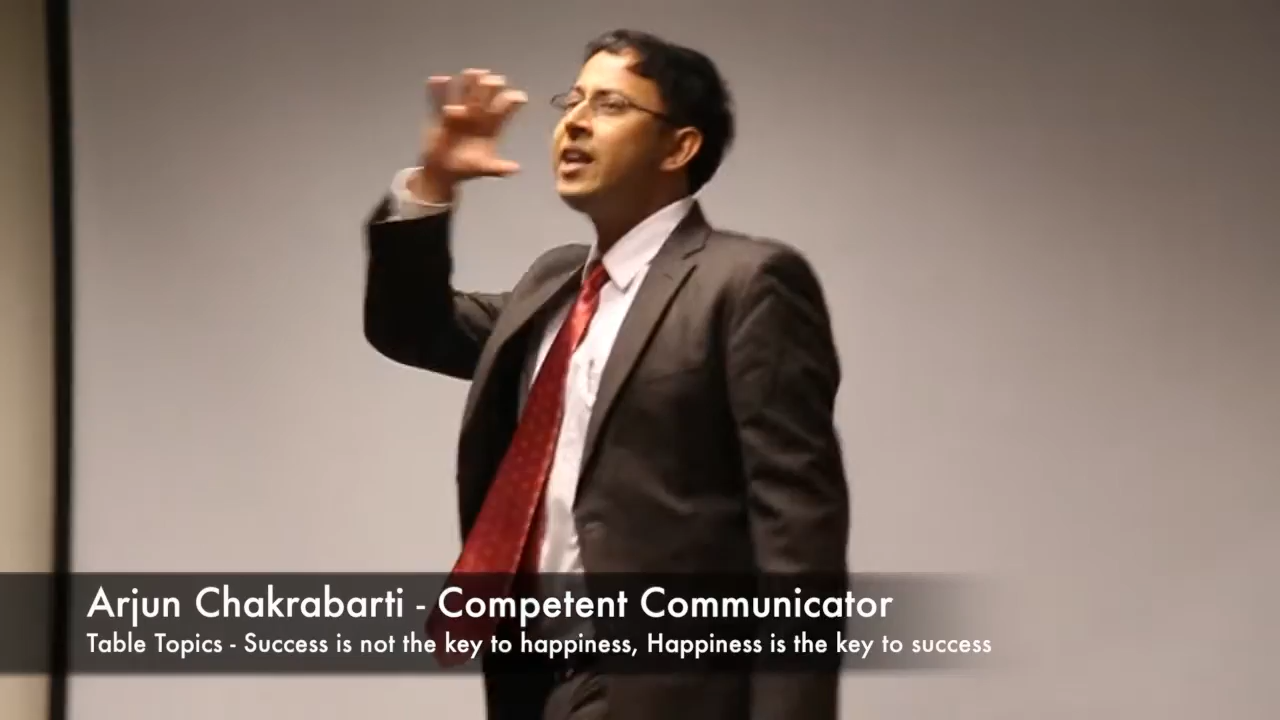 Arjun Chakrabarti - Competent Communicator
Table Topics - Success is not the key to happiness, Happiness is the key to success